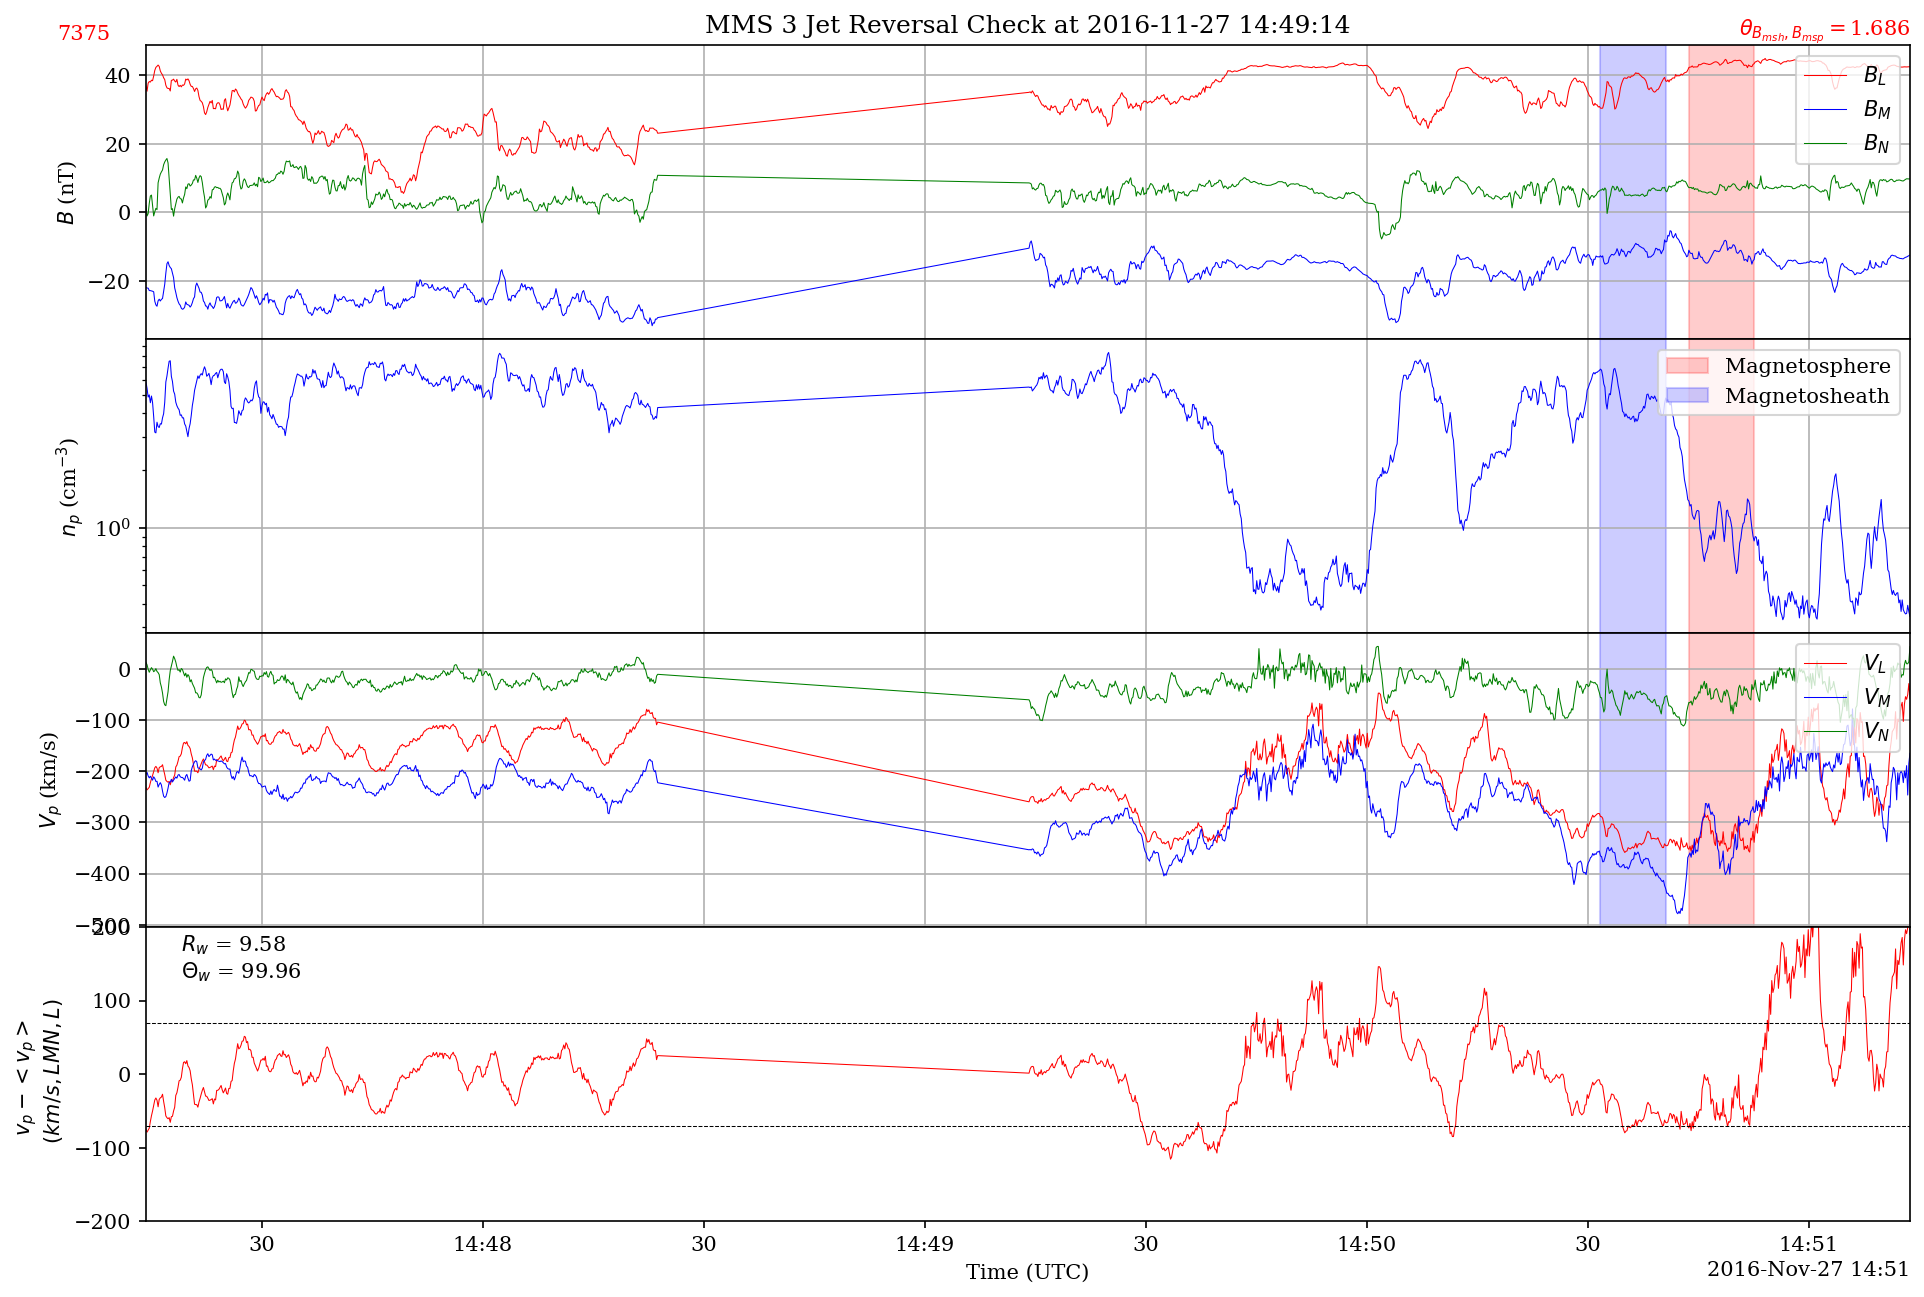 7375
MMS 3 Jet Reversal Check at 2016-11-27 14:49:14
θ_{B_{msh}, B_{msp}} = 1.686
40
20
0
−20
B (nT)
B_L
B_M
B_N
10^0
n_p (cm^{−3})
Magnetosphere
Magnetosheath
0
−100
−200
−300
−400
−500
V_p (km/s)
V_L
V_M
V_N
200
100
0
−100
−200
v_p − < v_p >
(km/s, LMN, L)
R_w = 9.58
Θ_w = 99.96
30
14:48
30
14:49
30
14:50
30
14:51
Time (UTC)
2016-Nov-27 14:51